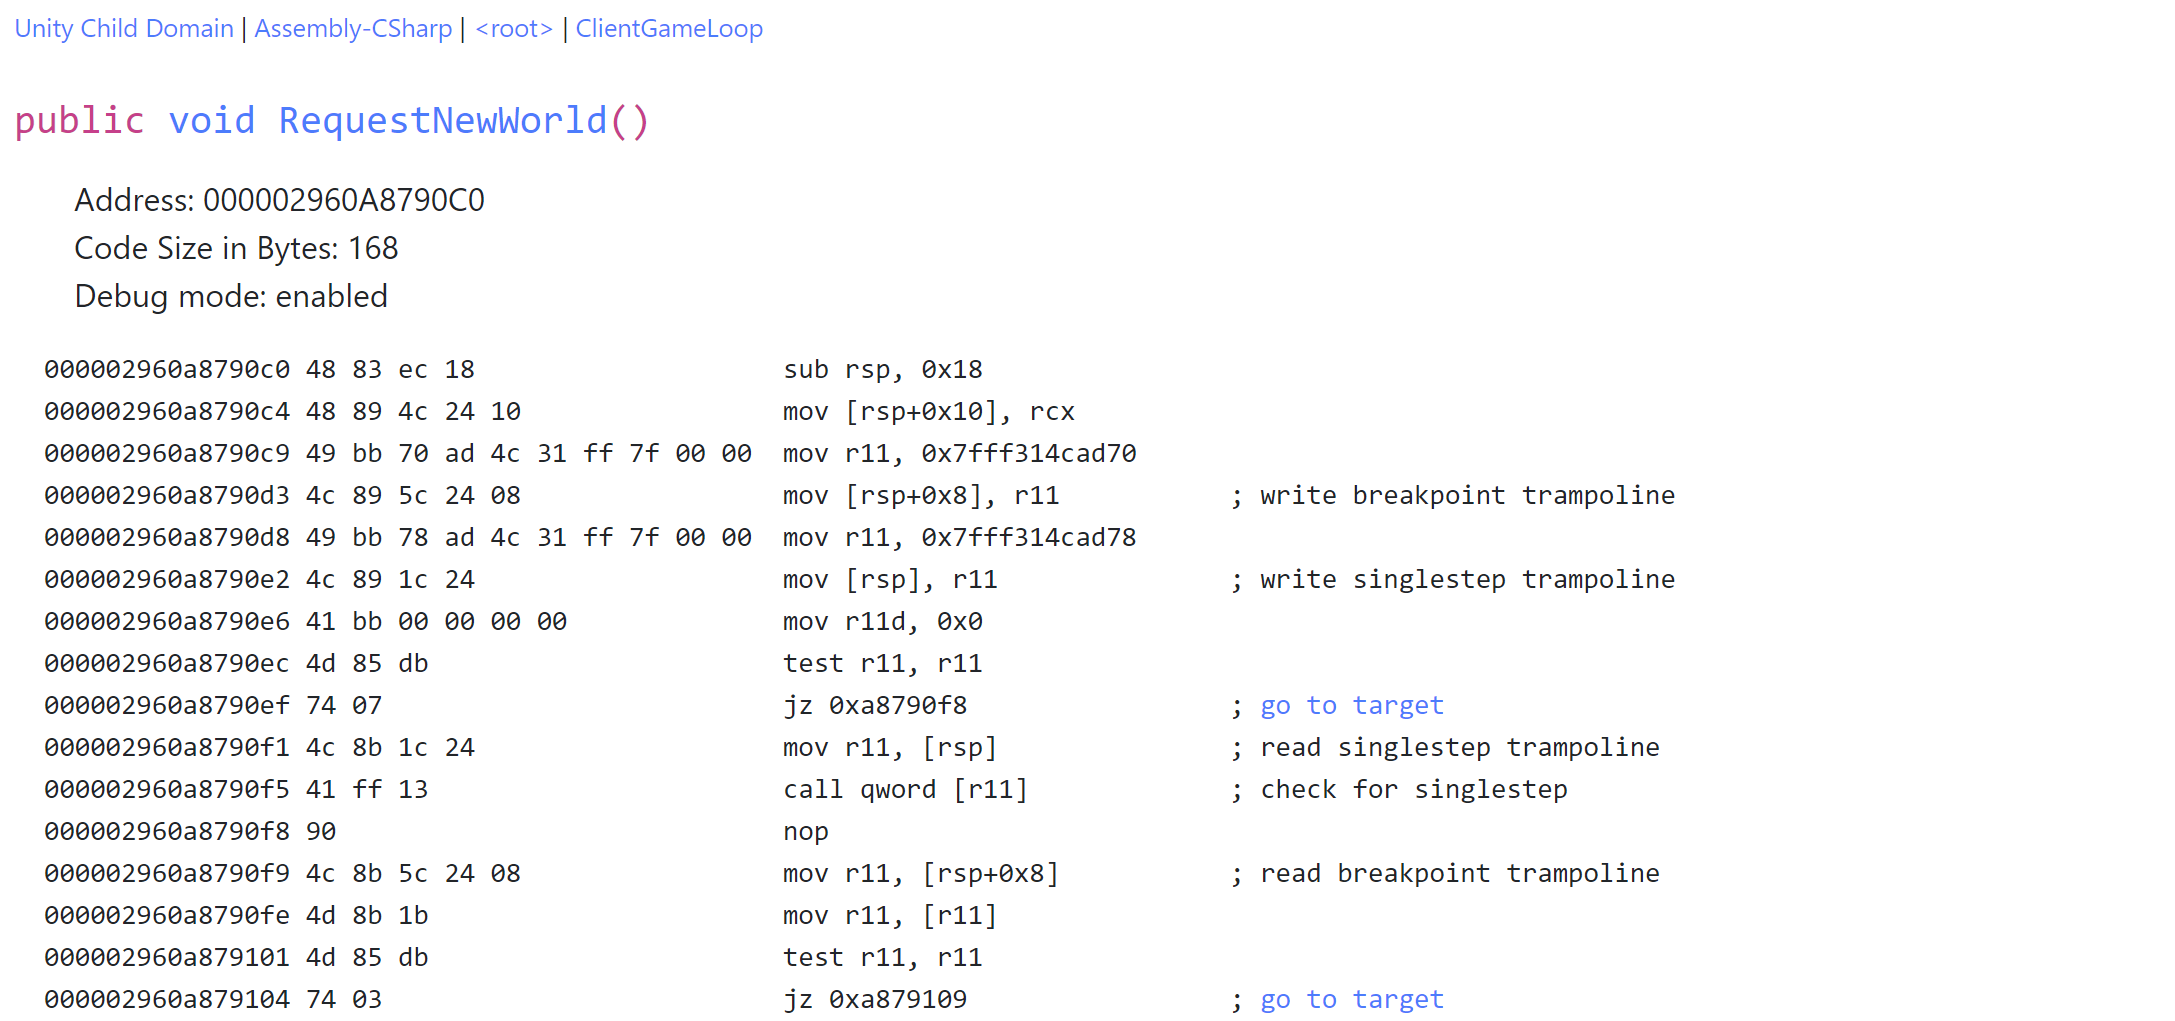 Unity Child Domain | Assembly-CSharp | <root> | ClientGameLoop
public void RequestNewWorld()
Address: 000002960A8790C0
Code Size in Bytes: 168
Debug mode: enabled
000002960a8790c0 48 83 ec 18 sub rsp, 0x18
000002960a8790c4 48 89 4c 24 10 mov [rsp+0x10], rcx
000002960a8790c9 49 bb 70 ad 4c 31 ff 7f 00 00 mov r11, 0x7fff314cad70
000002960a8790d3 4c 89 5c 24 08 mov [rsp+0x8], r11 ; write breakpoint trampoline
000002960a8790d8 49 bb 78 ad 4c 31 ff 7f 00 00 mov r11, 0x7fff314cad78
000002960a8790e2 4c 89 1c 24 mov [rsp], r11 ; write singlestep trampoline
000002960a8790e6 41 bb 00 00 00 00 mov r11d, 0x0
000002960a8790ec 4d 85 db test r11, r11
000002960a8790ef 74 07 jz 0xa8790f8 ; go to target
000002960a8790f1 4c 8b 1c 24 mov r11, [rsp] ; read singlestep trampoline
000002960a8790f5 41 ff 13 call qword [r11] ; check for singlestep
000002960a8790f8 90 nop
000002960a8790f9 4c 8b 5c 24 08 mov r11, [rsp+0x8] ; read breakpoint trampoline
000002960a8790fe 4d 8b 1b mov r11, [r11]
000002960a879101 4d 85 db test r11, r11
000002960a879104 74 03 jz 0xa879109 ; go to target